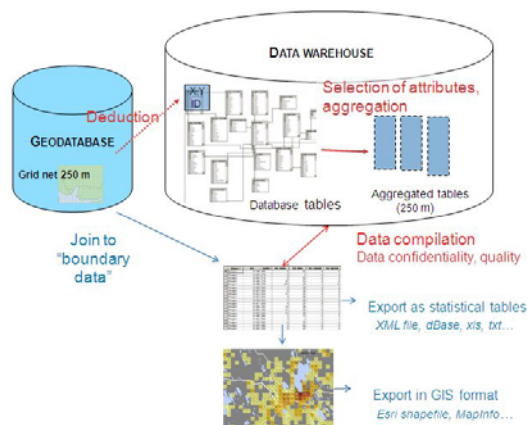 DATA WAREHOUSE
X-Y
ID
Selection of attributes,
aggregation
Deduction
GEODATABASE
Grid net 250 m
Database tables
Aggregated tables
(250 m)
Join to
"boundary
data"
Data compilation
Data confidentiality, quality
Export as statistical tables
XML file, dBase, xls, txt...
Export in GIS format
Esri shapefile, MapInfo...